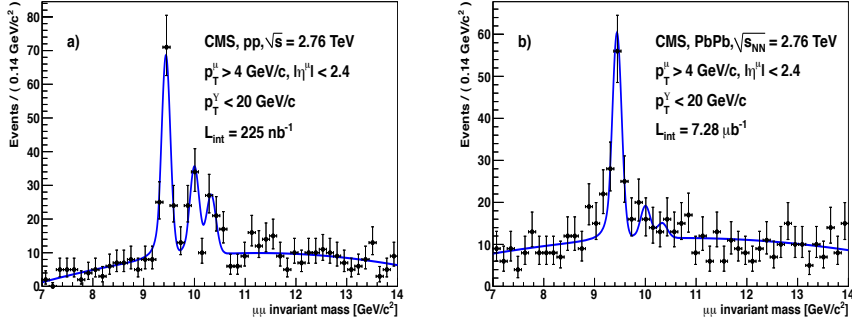 Events / ( 0.14 GeV/c² )
80
70
60
50
40
30
20
10
0
a)
CMS, pp, √s = 2.76 TeV
p_T^μ > 4 GeV/c, |η^μ| < 2.4
p_T^Υ < 20 GeV/c
L_int = 225 nb⁻¹
7 8 9 10 11 12 13 14
μμ invariant mass [GeV/c²]
Events / ( 0.14 GeV/c² )
60
50
40
30
20
10
0
b)
CMS, PbPb, √s_NN = 2.76 TeV
p_T^μ > 4 GeV/c, |η^μ| < 2.4
p_T^Υ < 20 GeV/c
L_int = 7.28 μb⁻¹
7 8 9 10 11 12 13 14
μμ invariant mass [GeV/c²]